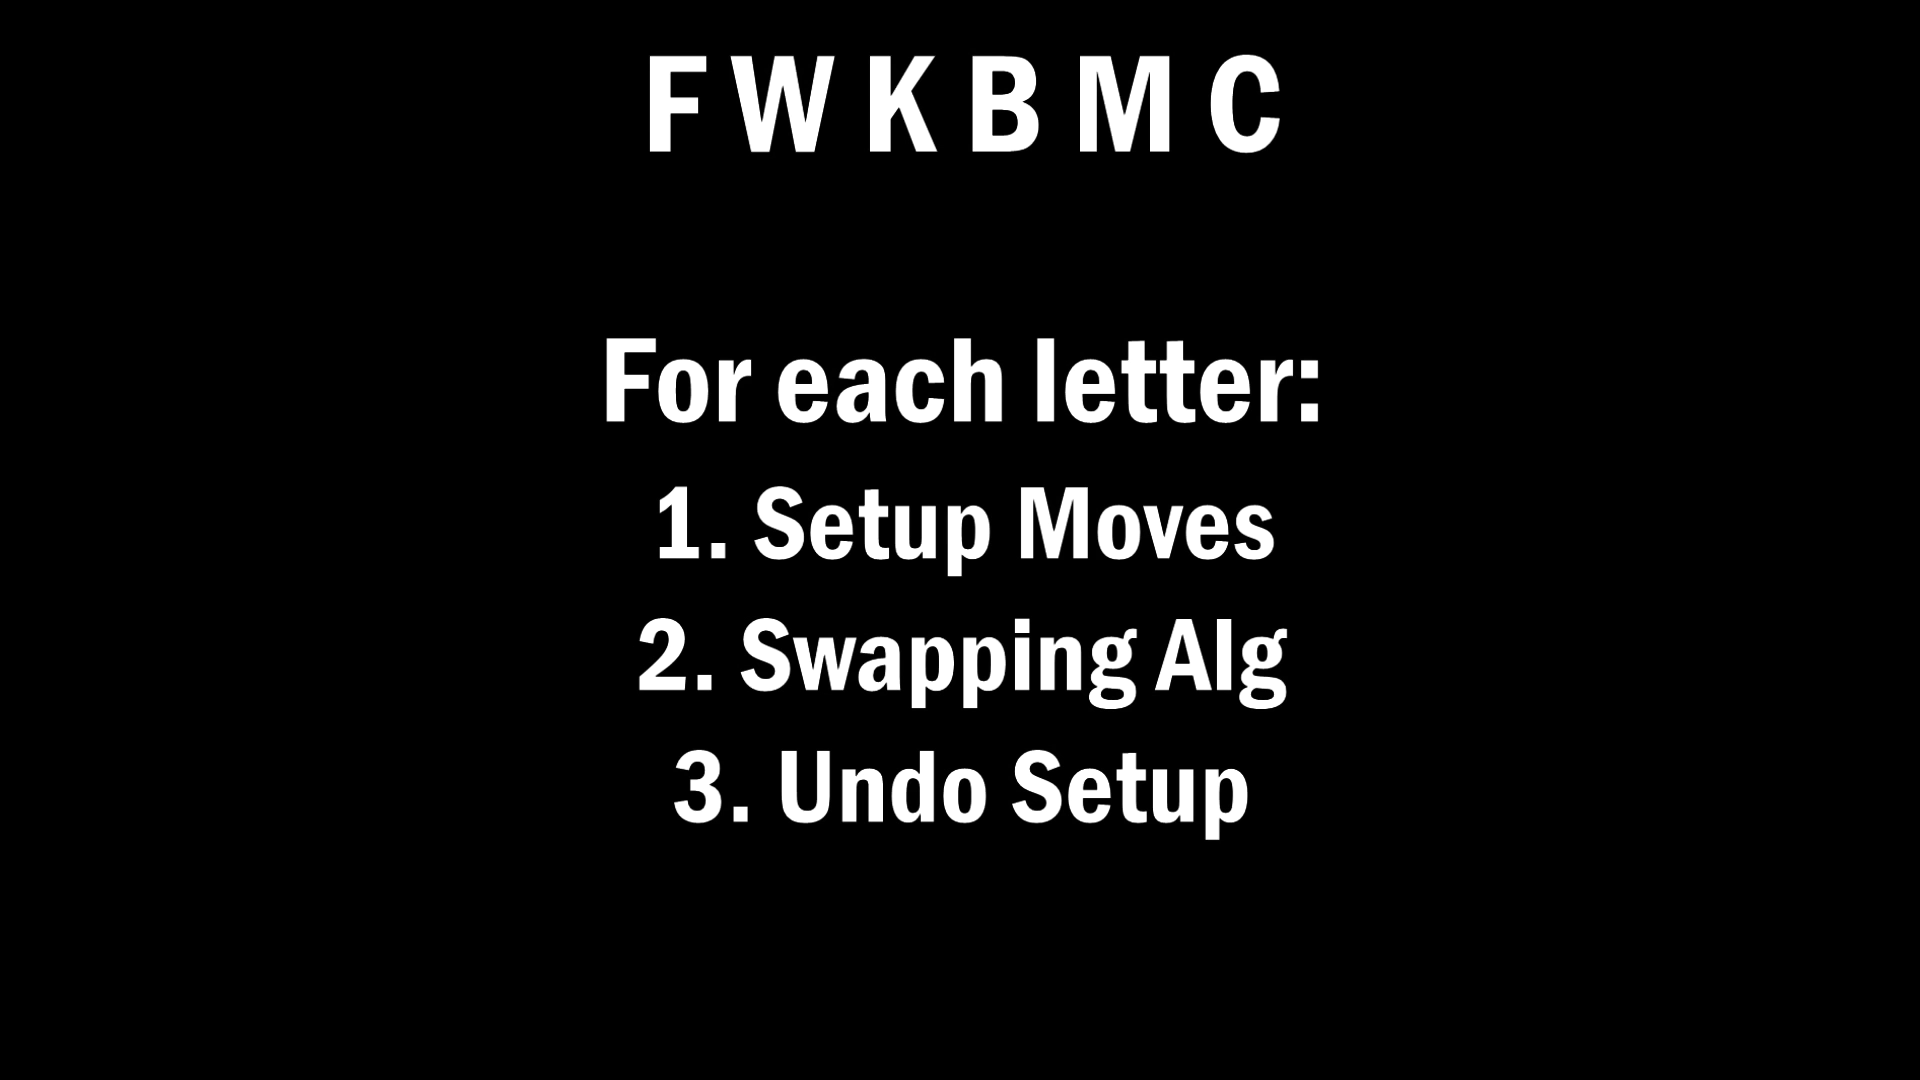 F W K B M C
For each letter:
1. Setup Moves
2. Swapping Alg
3. Undo Setup